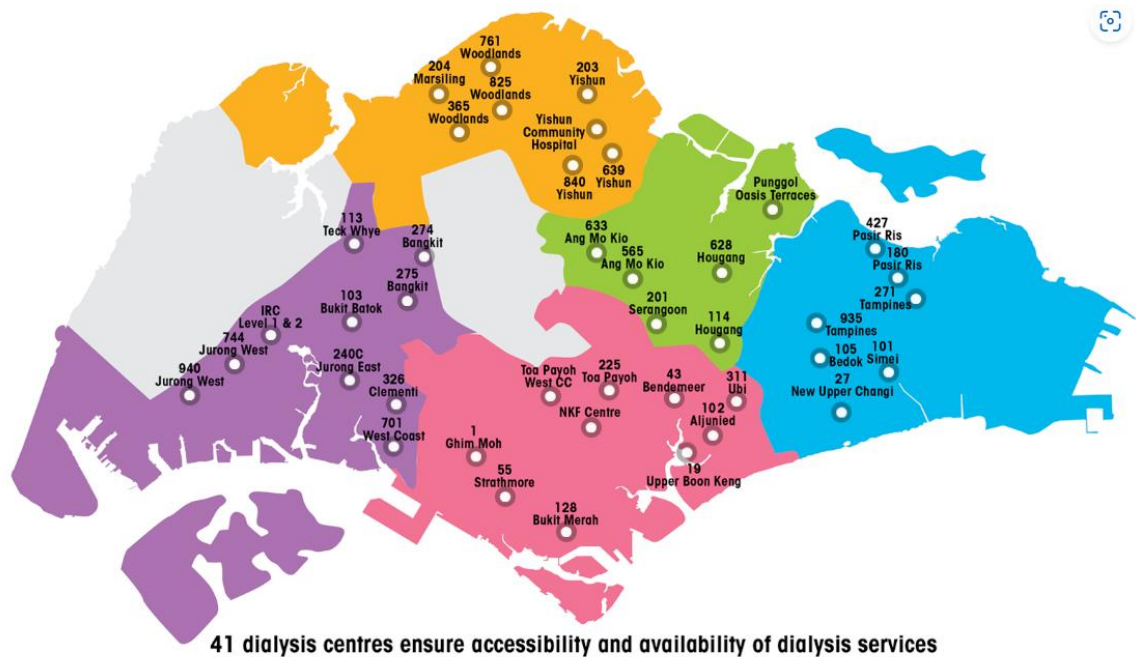 761
Woodlands
204
Marsiling
825
Woodlands
365
Woodlands
203
Yishun
Yishun
Community
Hospital
639
Yishun
840
Yishun
Punggol
Oasis Terraces
633
Ang Mo Kio
565
Ang Mo Kio
628
Hougang
201
Serangoon
114
Hougang
427
Pasir Ris
180
Pasir Ris
271
Tampines
935
Tampines
105
Bedok
101
Simei
27
New Upper Changi
113
Teck Whye
274
Bangkit
275
Bangkit
103
Bukit Batok
IRC
Level 1 & 2
744
Jurong West
940
Jurong West
240C
Jurong East
326
Clementi
701
West Coast
Toa Payoh
West CC
225
Toa Payoh
43
Bendemeer
311
Ubi
NKF Centre
102
Aljunied
1
Ghim Moh
19
Upper Boon Keng
55
Strathmore
128
Bukit Merah
41 dialysis centres ensure accessibility and availability of dialysis services